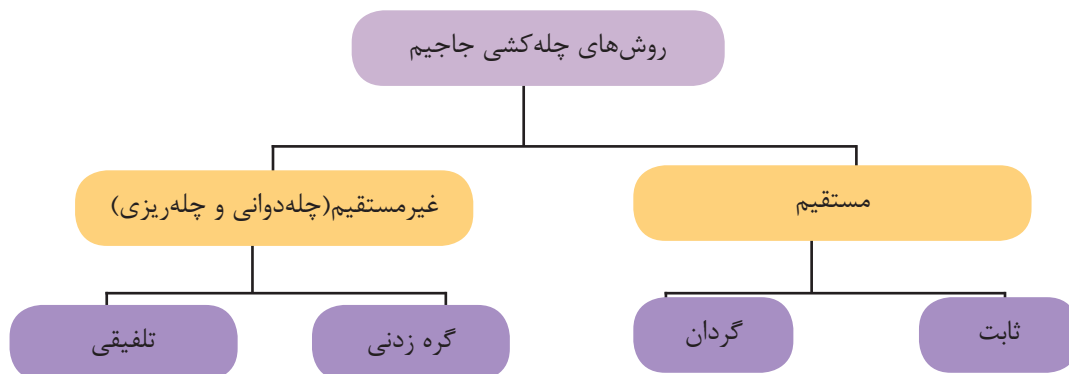 روش‌های چله‌کشی جاجیم
مستقیم
غیرمستقیم(چله‌دوانی و چله‌ریزی)
ثابت
گردان
گره زدنی
تلفیقی